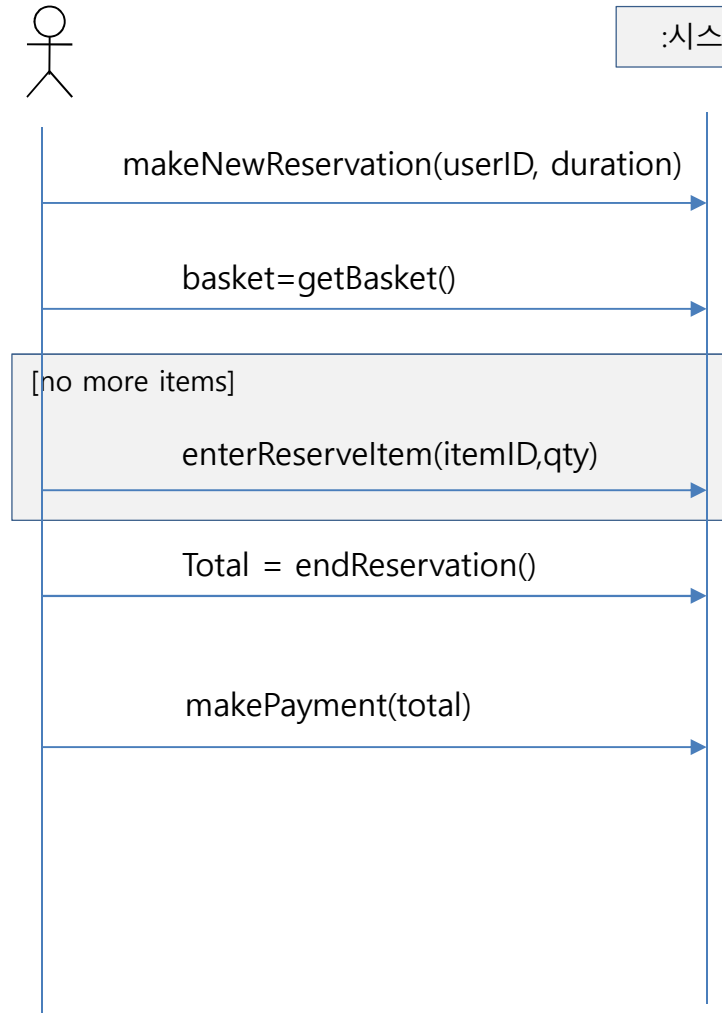 :시스
makeNewReservation(userID, duration)
basket=getBasket()
[no more items]
enterReserveItem(itemID,qty)
Total = endReservation()
makePayment(total)